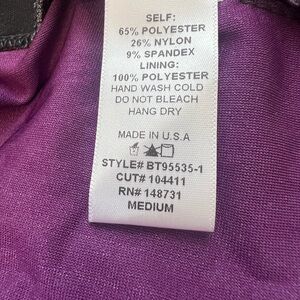 SELF:
65% POLYESTER
26% NYLON
9% SPANDEX
LINING:
100% POLYESTER
HAND WASH COLD
DO NOT BLEACH
HANG DRY
MADE IN U.S.A
STYLE# BT95535-1
CUT# 104411
RN# 148731
MEDIUM